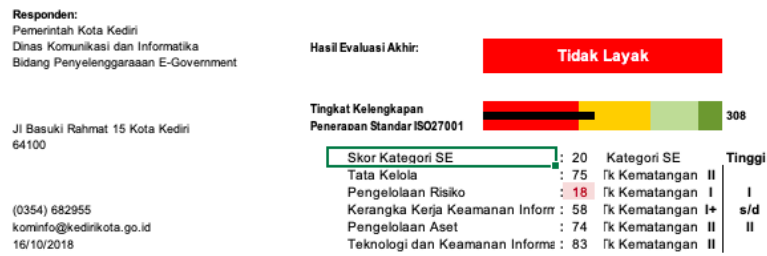 Responden:
Pemerintah Kota Kediri
Dinas Komunikasi dan Informatika
Bidang Penyelenggaraaan E-Government
Hasil Evaluasi Akhir:
Tidak Layak
Tingkat Kelengkapan
Penerapan Standar ISO27001
308
Jl Basuki Rahmat 15 Kota Kediri
64100
Skor Kategori SE : 20 Kategori SE Tinggi
Tata Kelola : 75 Tk Kematangan II
Pengelolaan Risiko : 18 Tk Kematangan I I
Kerangka Kerja Keamanan Inform : 58 Tk Kematangan I+ s/d
Pengelolaan Aset : 74 Tk Kematangan II II
Teknologi dan Keamanan Informa : 83 Tk Kematangan II
(0354) 682955
kominfo@kedirikota.go.id
16/10/2018